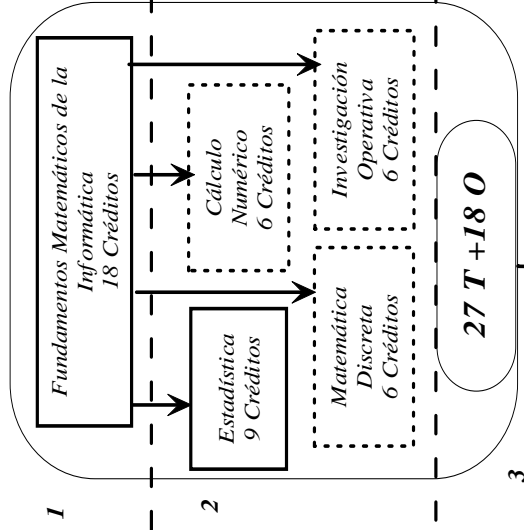 1
Fundamentos Matemáticos de la
Informática
18 Créditos
2
Estadística
9 Créditos
Cálculo
Numérico
6 Créditos
Matemática
Discreta
6 Créditos
Investigación
Operativa
6 Créditos
3
27 T +18 O